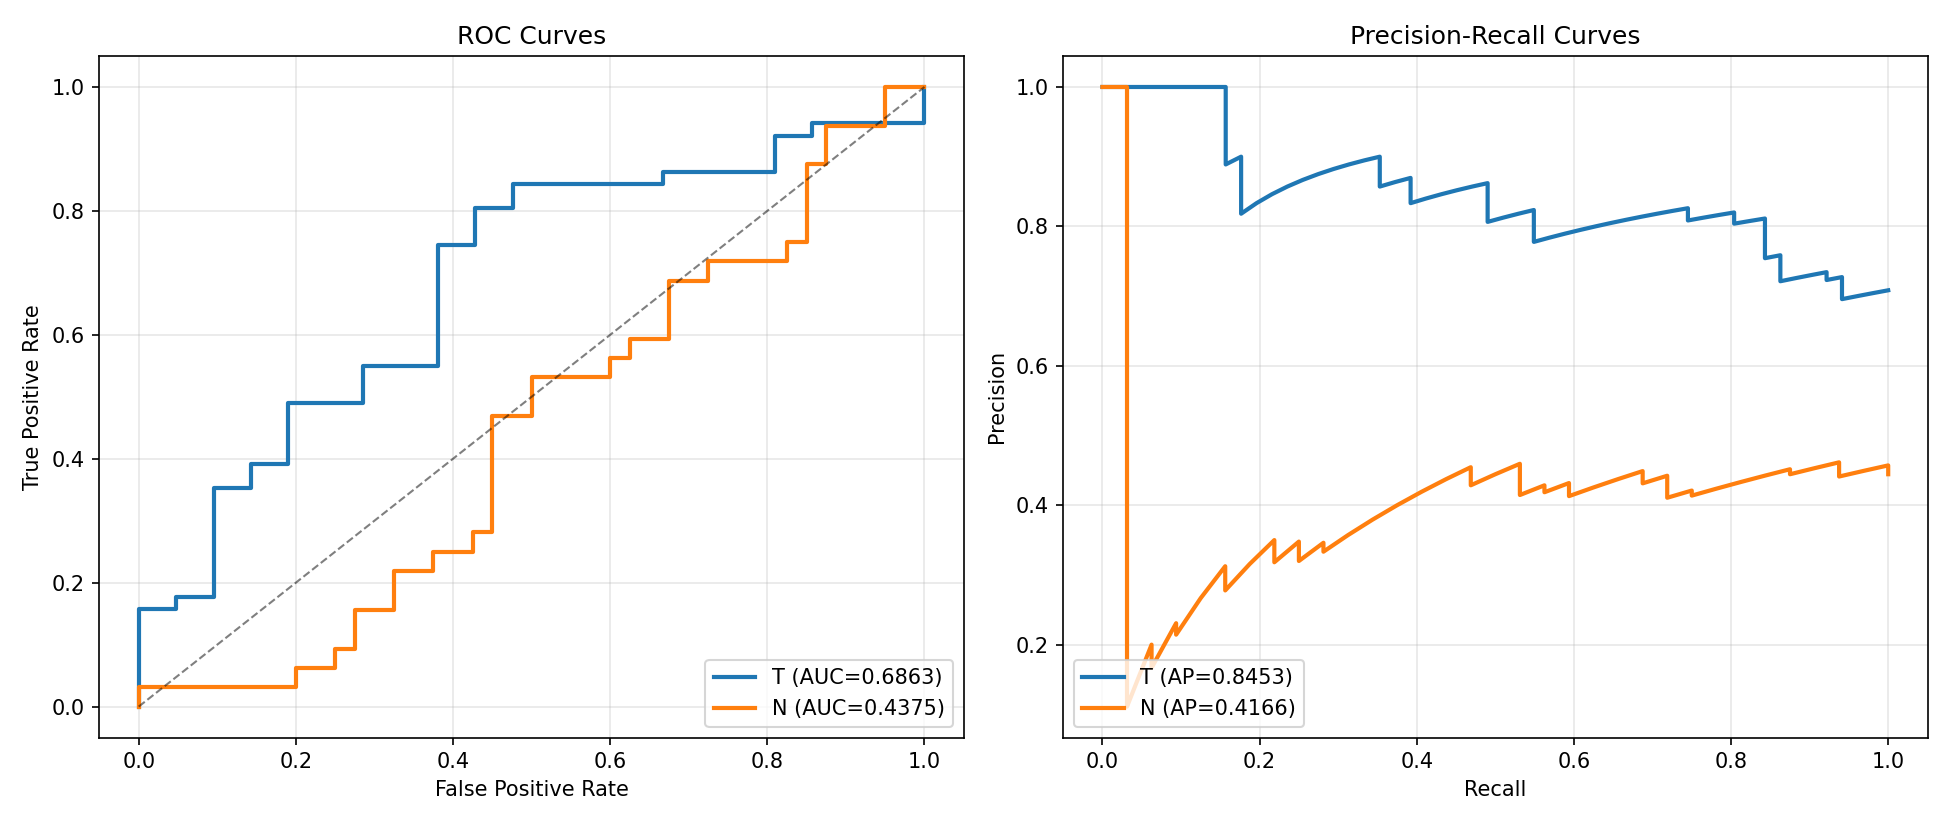 ROC Curves
True Positive Rate
1.0
0.8
0.6
0.4
0.2
0.0
T (AUC=0.6863)
N (AUC=0.4375)
0.0 0.2 0.4 0.6 0.8 1.0
False Positive Rate
Precision-Recall Curves
Precision
1.0
0.8
0.6
0.4
0.2
T (AP=0.8453)
N (AP=0.4166)
0.0 0.2 0.4 0.6 0.8 1.0
Recall